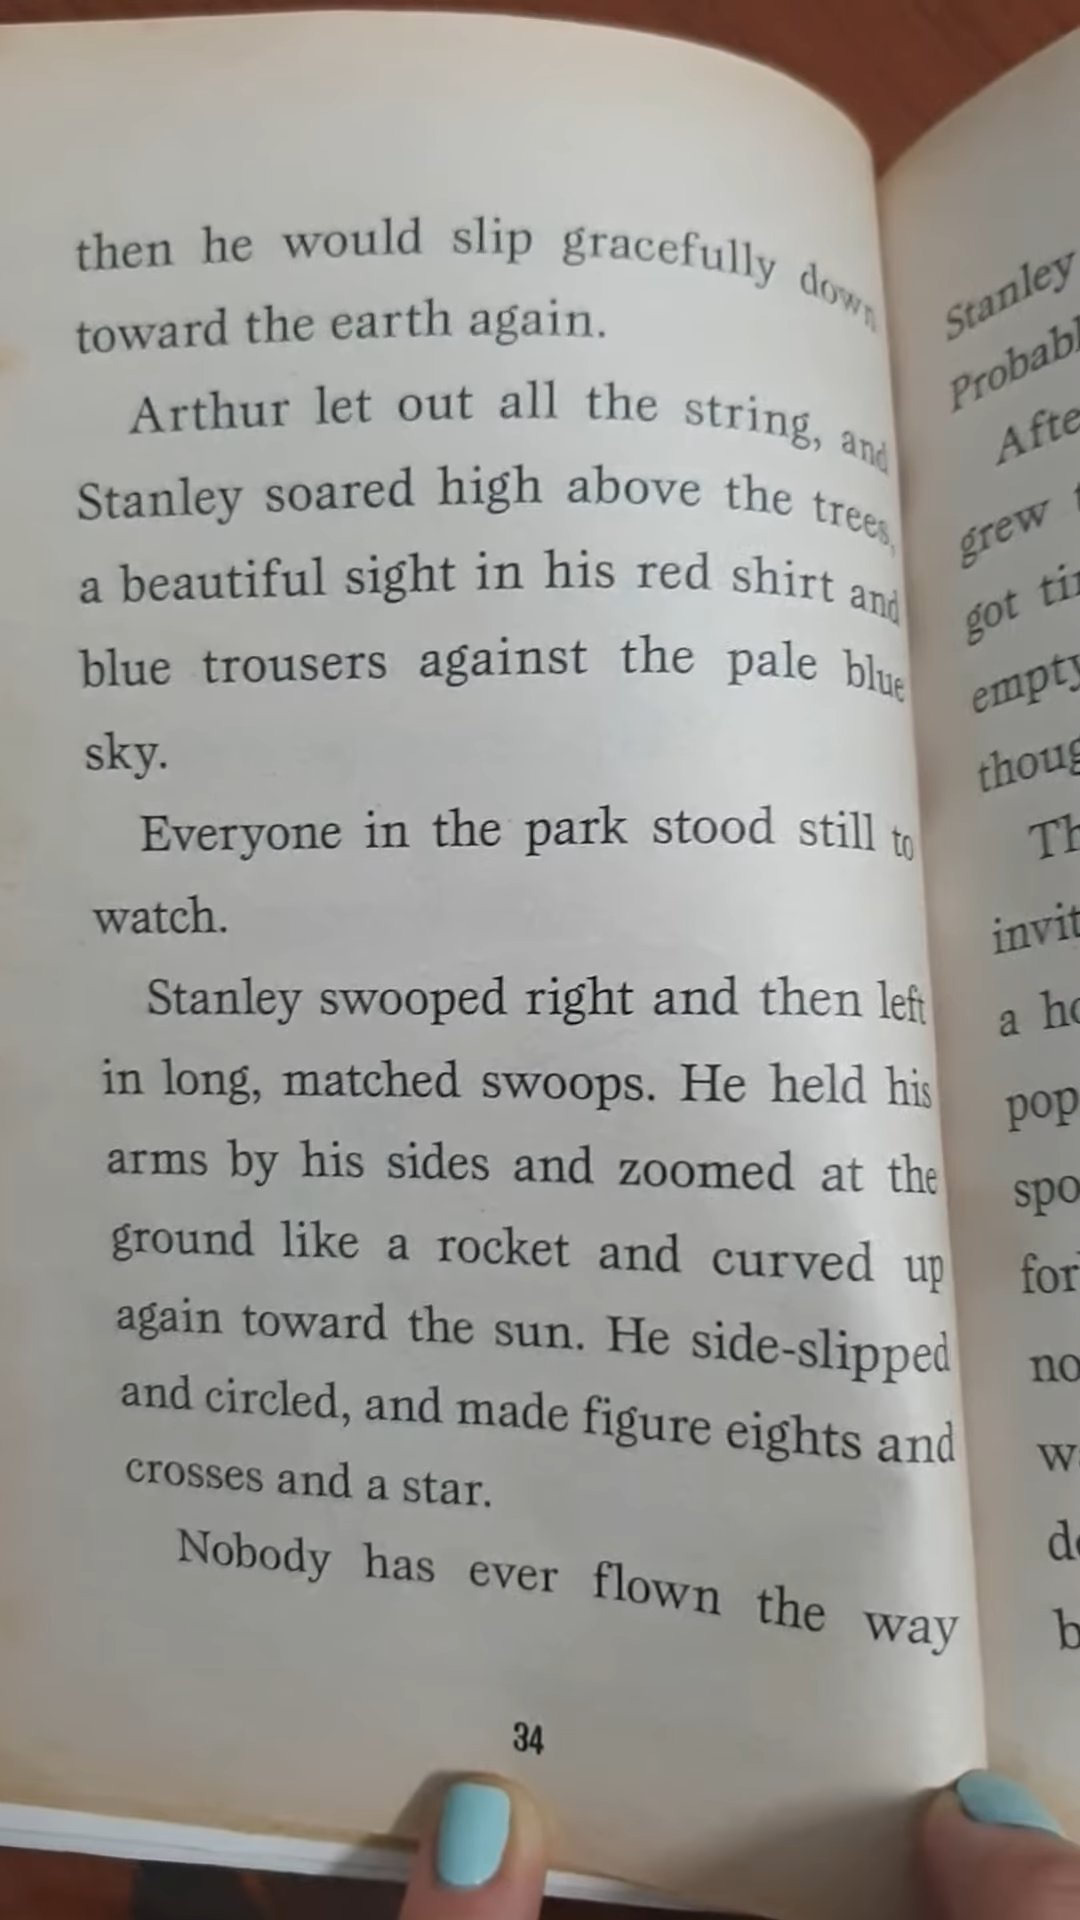 then he would slip gracefully down
toward the earth again.
Arthur let out all the string, and
Stanley soared high above the trees,
a beautiful sight in his red shirt and
blue trousers against the pale blue
sky.
Everyone in the park stood still to
watch.
Stanley swooped right and then left
in long, matched swoops. He held his
arms by his sides and zoomed at the
ground like a rocket and curved up
again toward the sun. He side-slipped
and circled, and made figure eights and
crosses and a star.
Nobody has ever flown the way
34
Stanley
grew
got
a